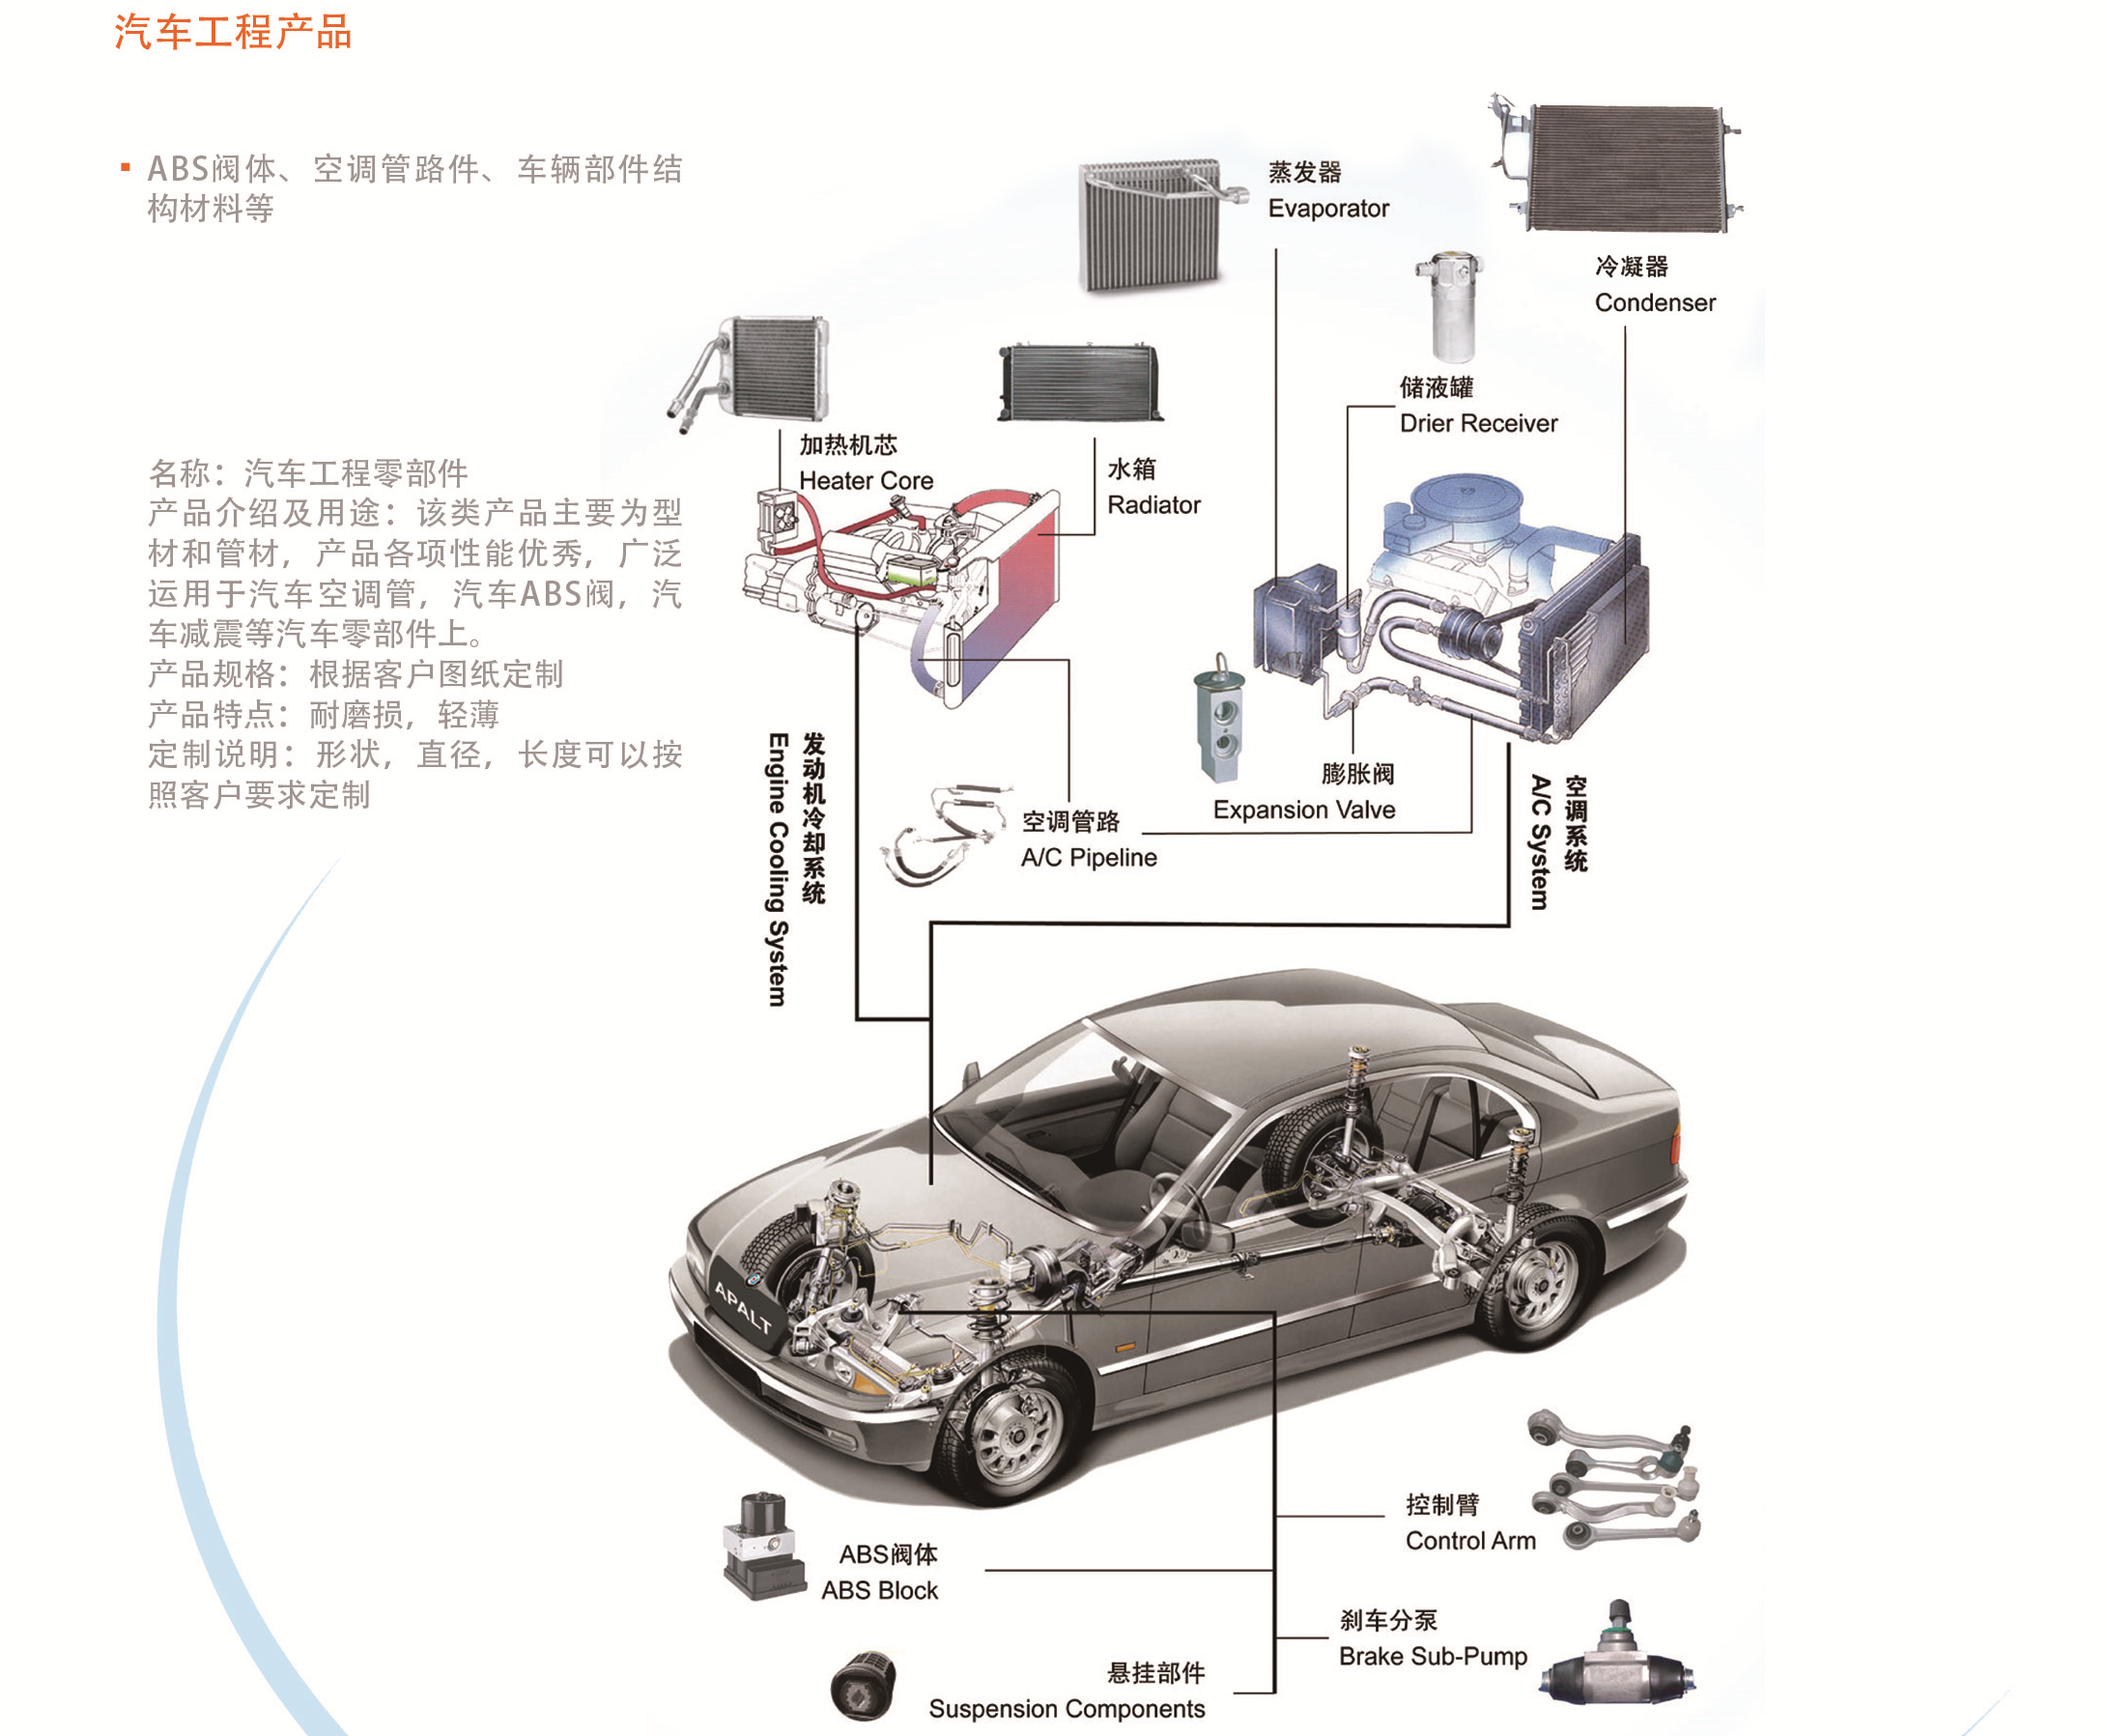 汽车工程产品
ABS阀体、空调管路件、车辆部件结
构材料等
名称：汽车工程零部件
产品介绍及用途：该类产品主要为型
材和管材，产品各项性能优秀，广泛
运用于汽车空调管，汽车ABS阀，汽
车减震等汽车零部件上。
产品规格：根据客户图纸定制
产品特点：耐磨损，轻薄
定制说明：形状，直径，长度可以按
照客户要求定制
蒸发器
Evaporator
冷凝器
Condenser
储液罐
Drier Receiver
加热机芯
Heater Core
水箱
Radiator
膨胀阀
Expansion Valve
空调管路
A/C Pipeline
发动机冷却系统
Engine Cooling System
空调系统
A/C System
APALT
控制臂
Control Arm
ABS阀体
ABS Block
刹车分泵
Brake Sub-Pump
悬挂部件
Suspension Components